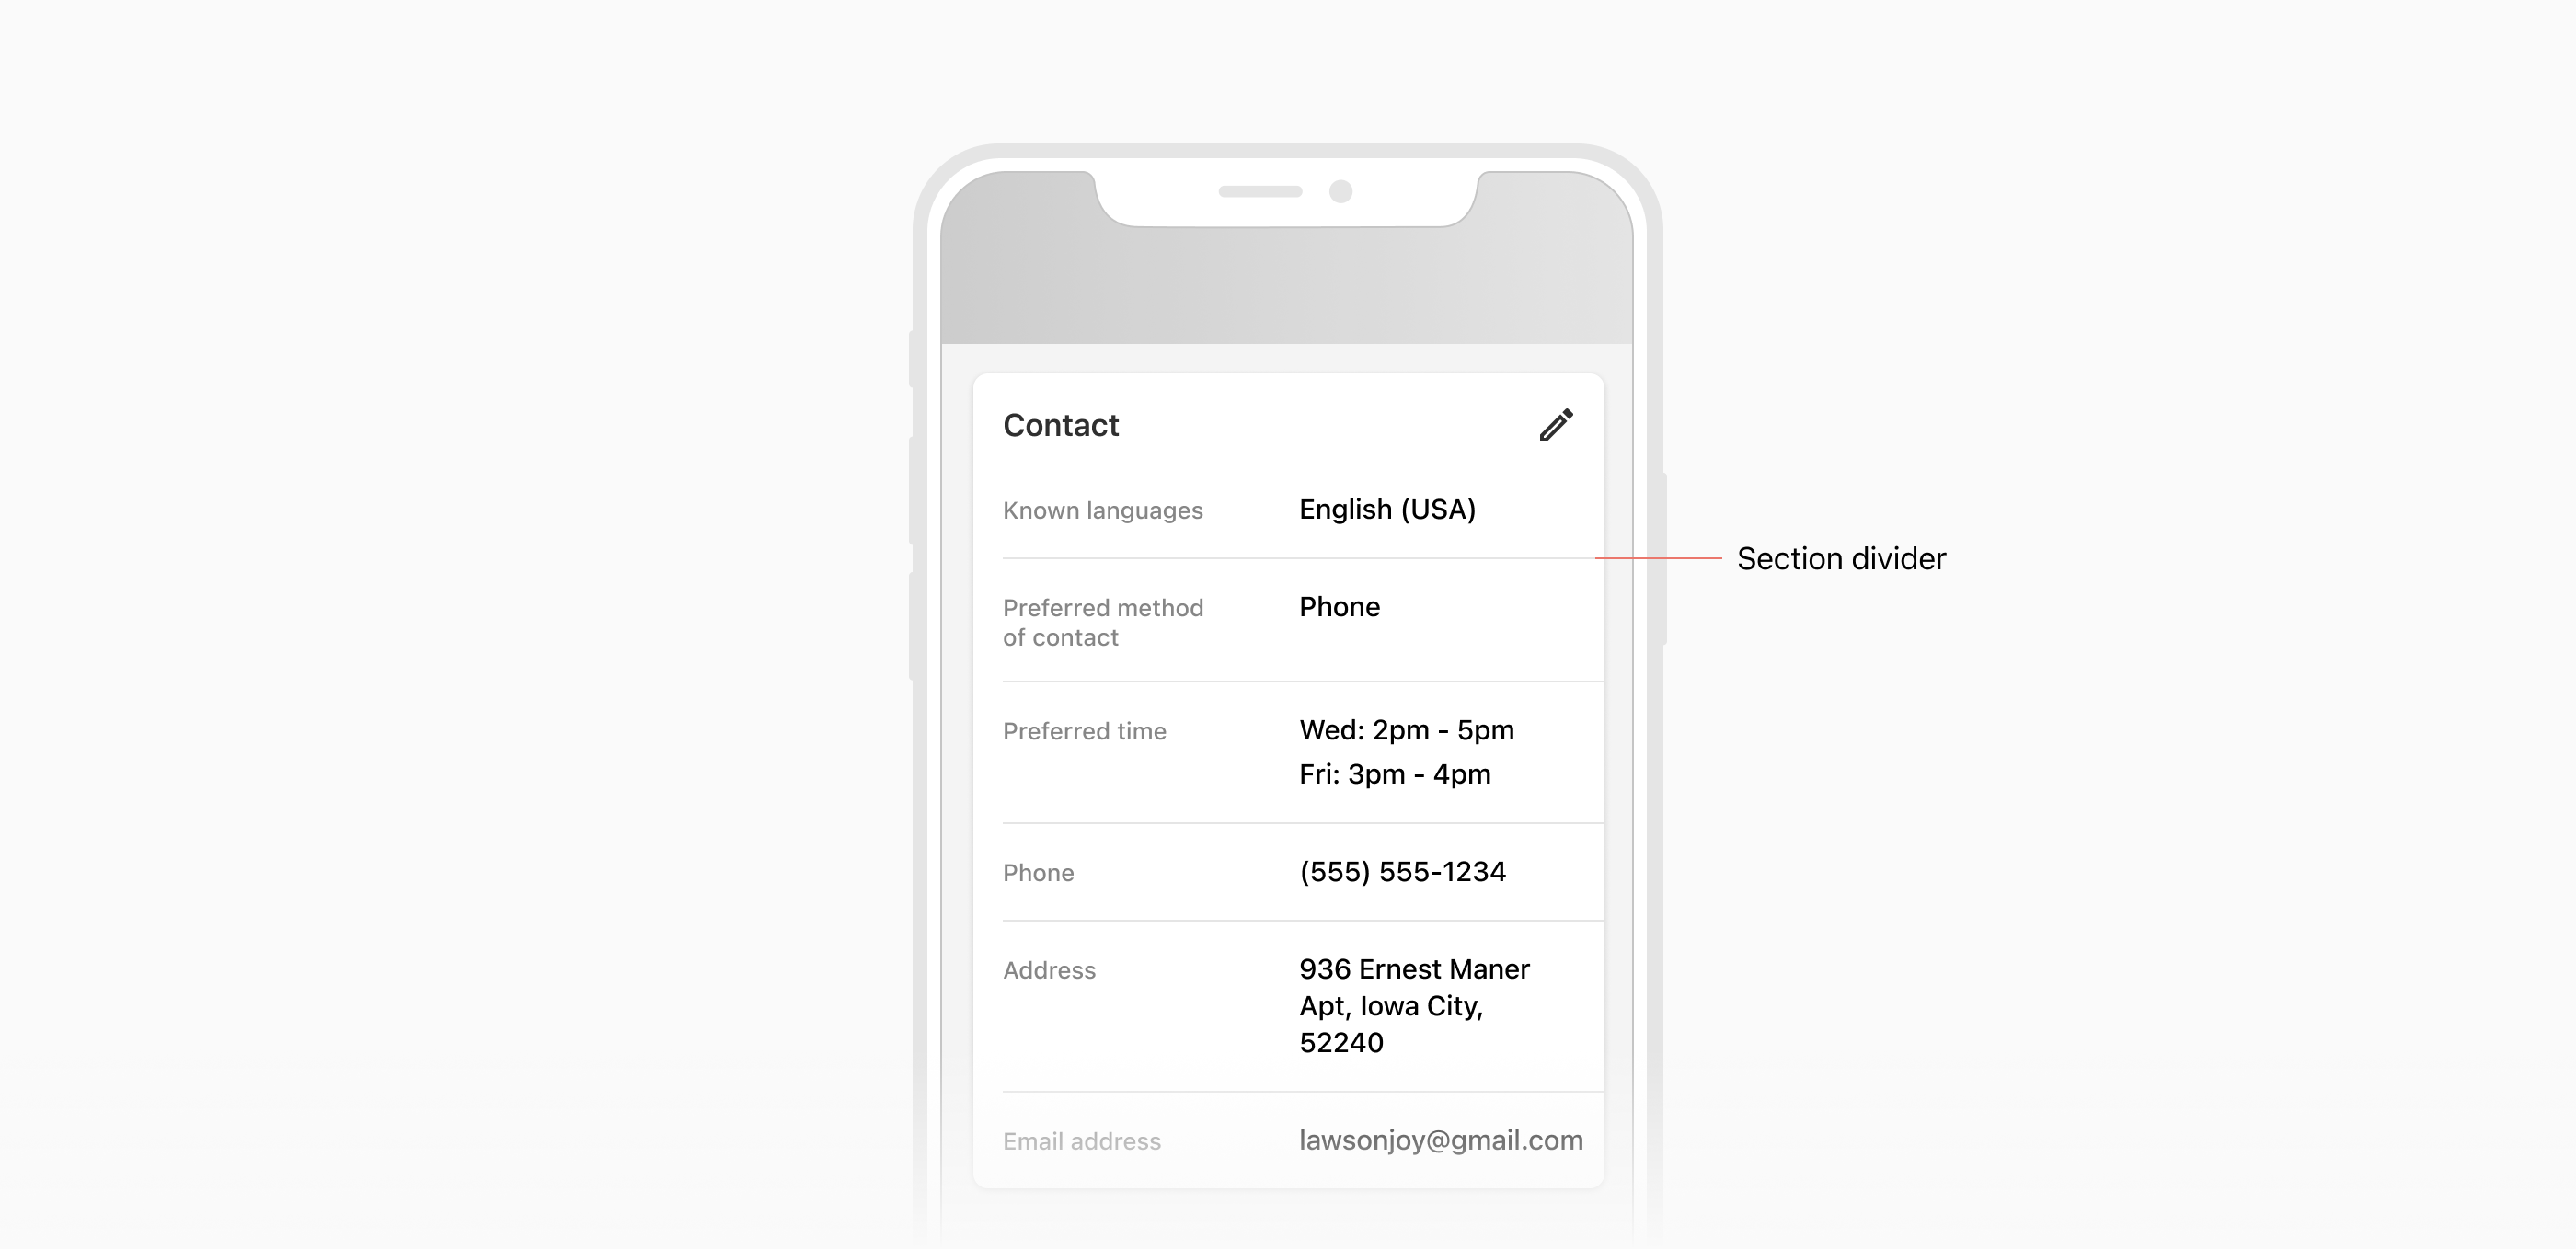 Contact
Known languages
English (USA)
Section divider
Preferred method
of contact
Phone
Preferred time
Wed: 2pm - 5pm
Fri: 3pm - 4pm
Phone
(555) 555-1234
Address
936 Ernest Maner
Apt, Iowa City,
52240
Email address
lawsonjoy@gmail.com